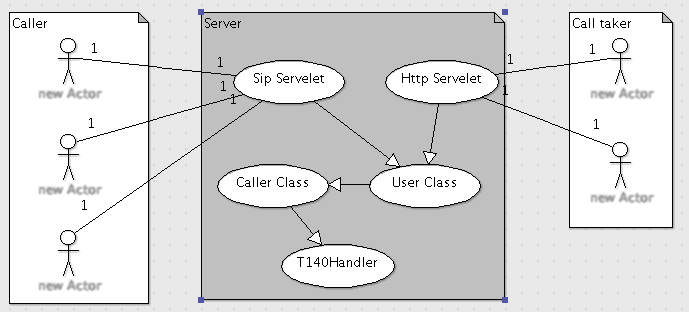 Caller
Server
Call taker
1
1
1
1
Sip Servelet
Http Servelet
new Actor
1
1
1
new Actor
1
1
new Actor
Caller Class
User Class
new Actor
1
T140Handler
new Actor